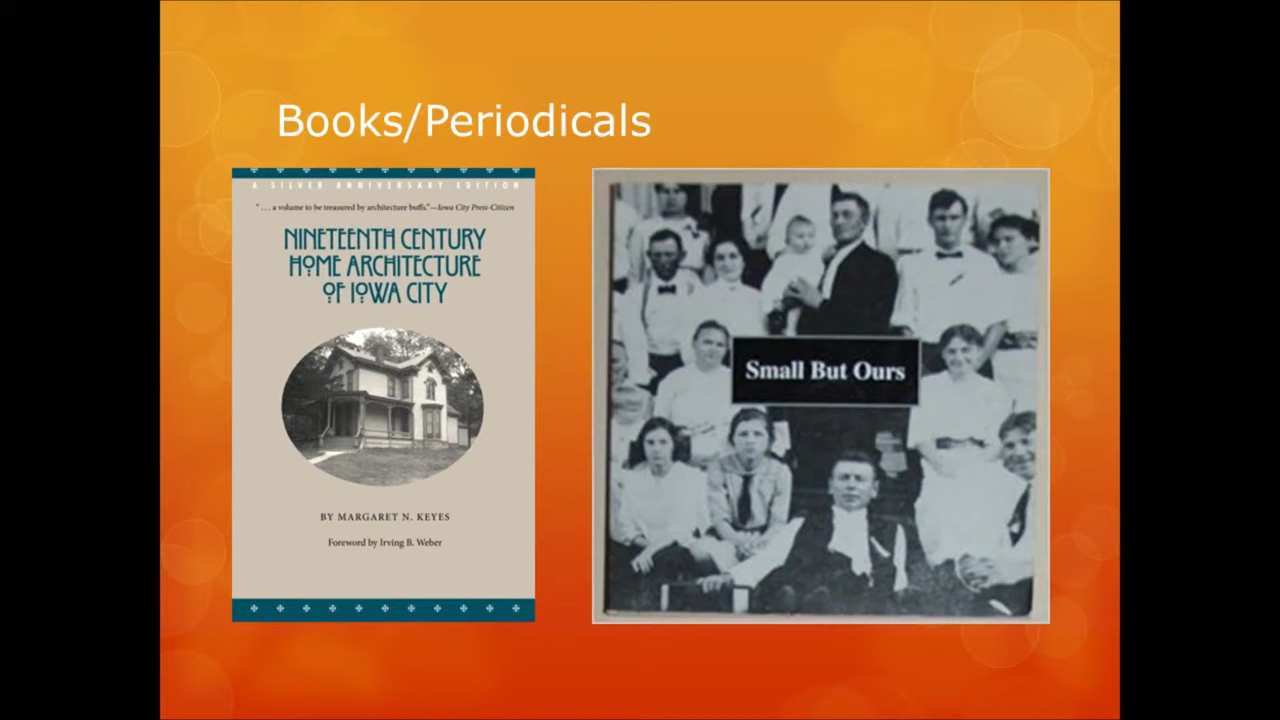 Books/Periodicals
A SILVER ANNIVERSARY EDITION
“ . . . a volume to be treasured by architecture buffs.”—Iowa City Press-Citizen
NINETEENTH CENTURY
HOME ARCHITECTURE
OF IOWA CITY
BY MARGARET N. KEYES
Foreword by Irving B. Weber
Small But Ours